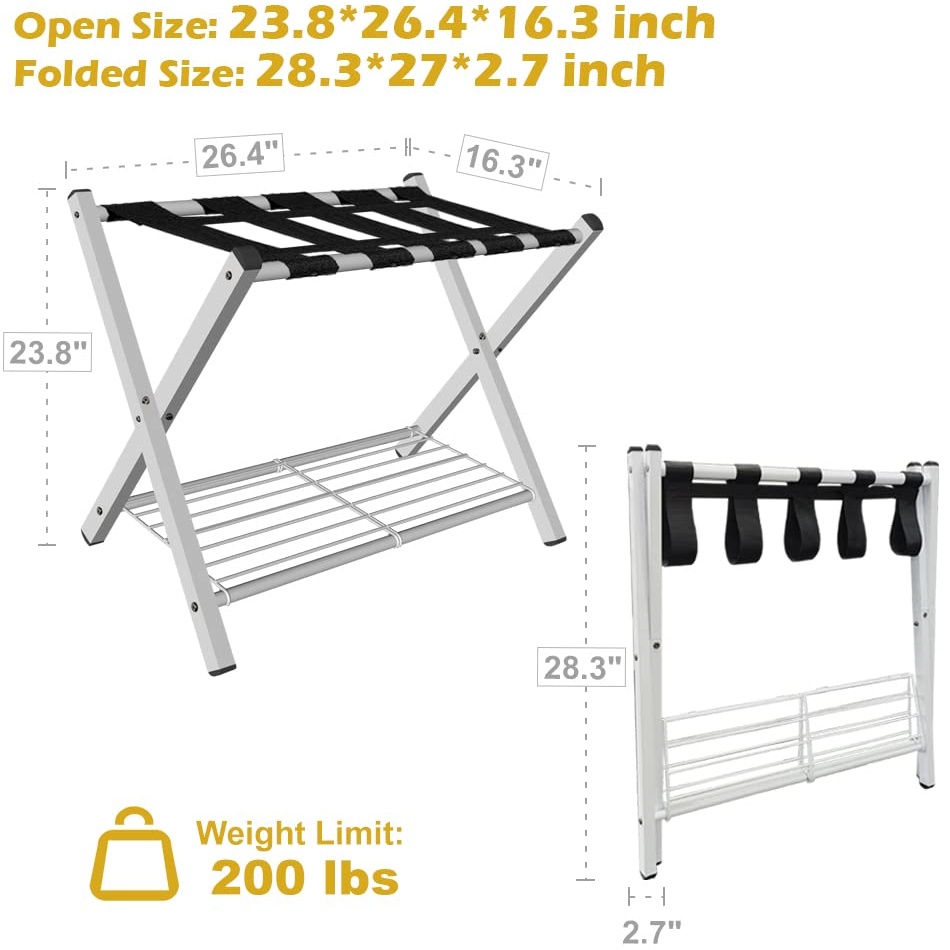 Open Size: 23.8*26.4*16.3 inch
Folded Size: 28.3*27*2.7 inch
26.4"
16.3"
23.8"
28.3"
Weight Limit:
200 lbs
2.7"